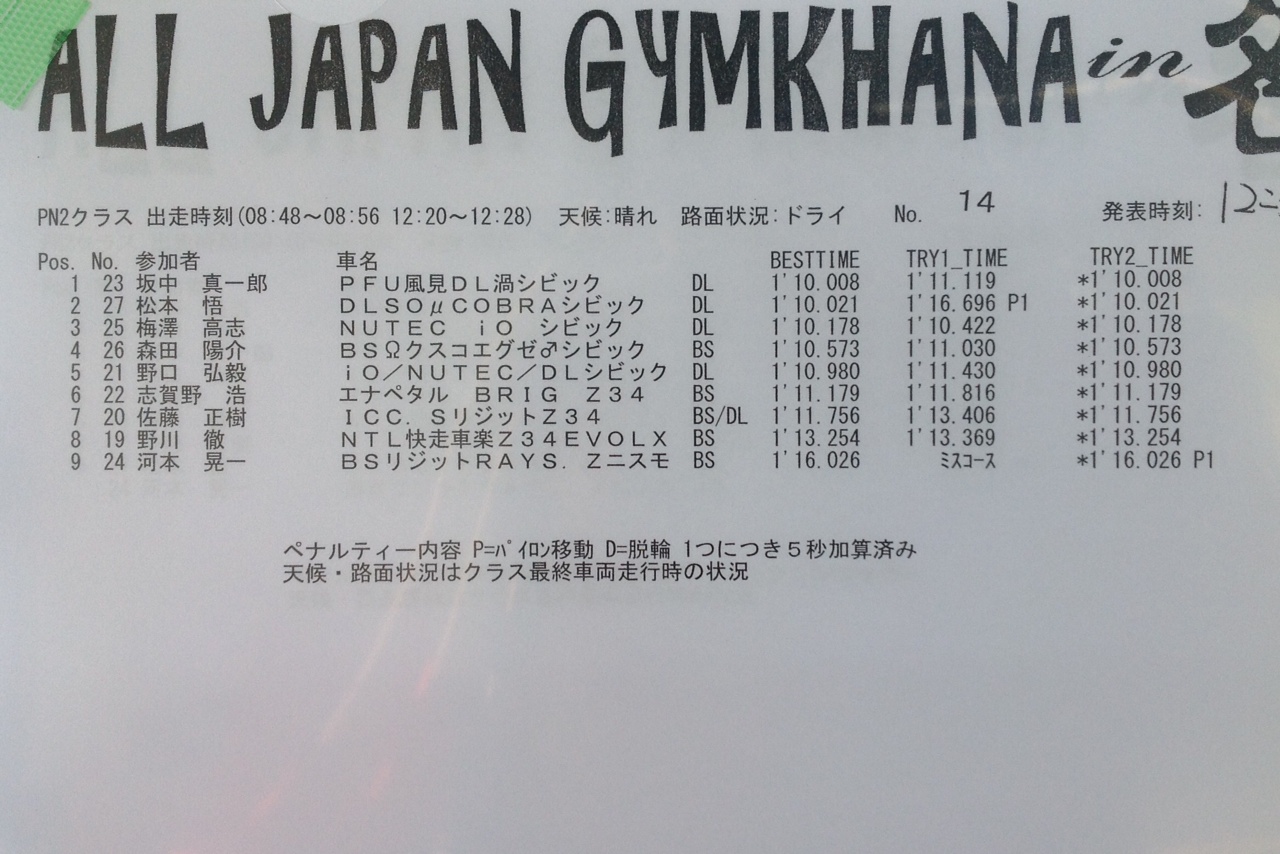 ALL JAPAN GYMKHANA in
PN2クラス 出走時刻(08:48～08:56 12:20～12:28) 天候:晴れ 路面状況:ドライ No. 14 発表時刻: 12:
Pos. No. 参加者 車名 BESTTIME TRY1_TIME TRY2_TIME
1 23 坂中 真一郎 ＰＦＵ風見ＤＬ渦シビック DL 1'10.008 1'11.119 *1'10.008
2 27 松本 悟 ＤＬＳＯμＣＯＢＲＡシビック DL 1'10.021 1'16.696 P1 *1'10.021
3 25 梅澤 高志 ＮＵＴＥＣ ｉＯ シビック DL 1'10.178 1'10.422 *1'10.178
4 26 森田 陽介 ＢＳΩクスコエグゼ♂シビック BS 1'10.573 1'11.030 *1'10.573
5 21 野口 弘毅 ｉＯ／ＮＵＴＥＣ／ＤＬシビック DL 1'10.980 1'11.430 *1'10.980
6 22 志賀野 浩 エナペタル ＢＲＩＧ Ｚ３４ BS 1'11.179 1'11.816 *1'11.179
7 20 佐藤 正樹 ＩＣＣ．ＳリジットＺ３４ BS/DL 1'11.756 1'13.406 *1'11.756
8 19 野川 徹 ＮＴＬ快走車楽Ｚ３４ＥＶＯＬＸ BS 1'13.254 1'13.369 *1'13.254
9 24 河本 晃一 ＢＳリジットＲＡＹＳ．Ｚニスモ BS 1'16.026 ﾐｽｺｰｽ *1'16.026 P1
ペナルティー内容 P=ﾊﾟｲﾛﾝ移動 D=脱輪 1つにつき５秒加算済み
天候・路面状況はクラス最終車両走行時の状況